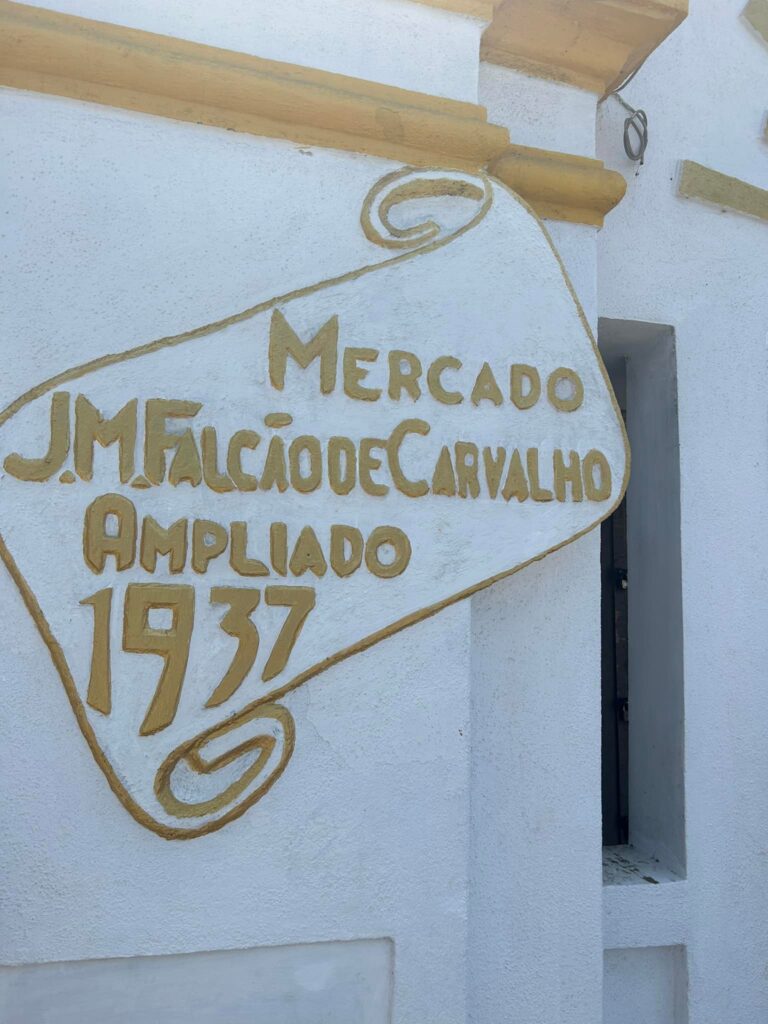 MERCADO
J.M.FALCÃO DE CARVALHO
AMPLIADO
1937